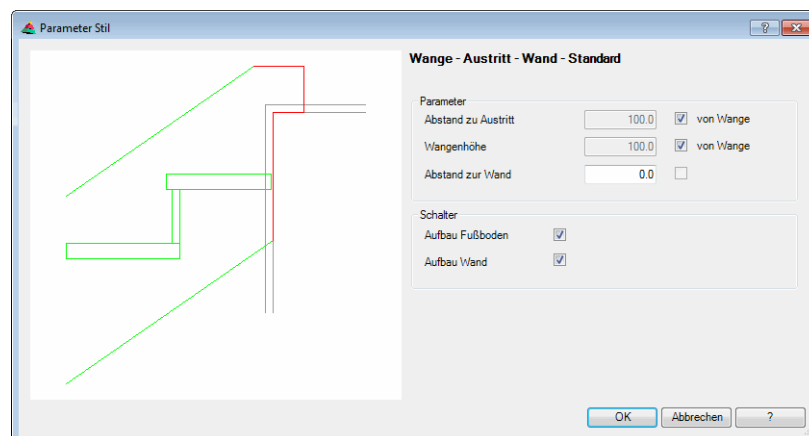 Parameter Stil
Wange - Austritt - Wand - Standard
Parameter
Abstand zu Austritt 100.0 von Wange
Wangenhöhe 100.0 von Wange
Abstand zur Wand 0.0
Schalter
Aufbau Fußboden
Aufbau Wand
OK Abbrechen ?